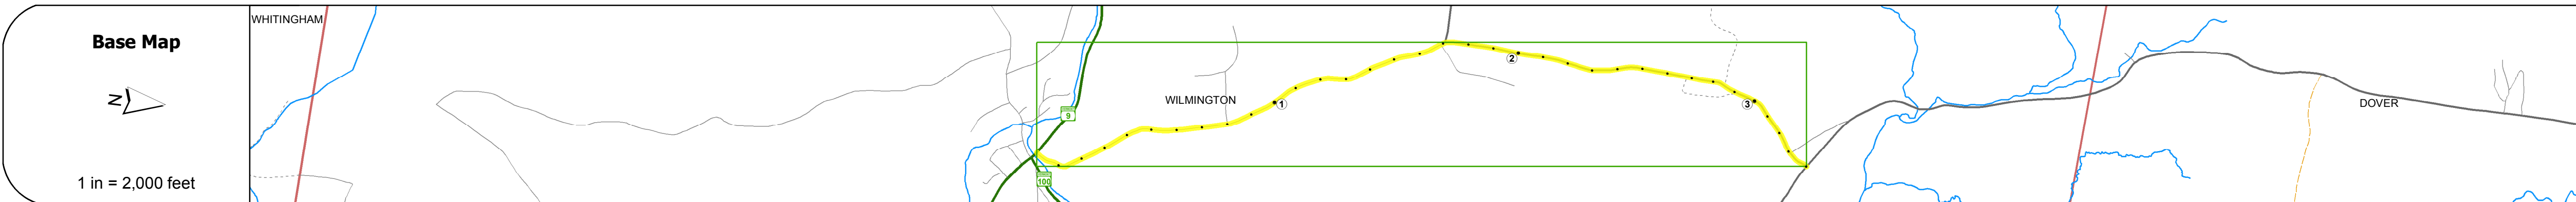 Base Map
N
1 in = 2,000 feet
WHITINGHAM
9
100
WILMINGTON
1
2
3
DOVER